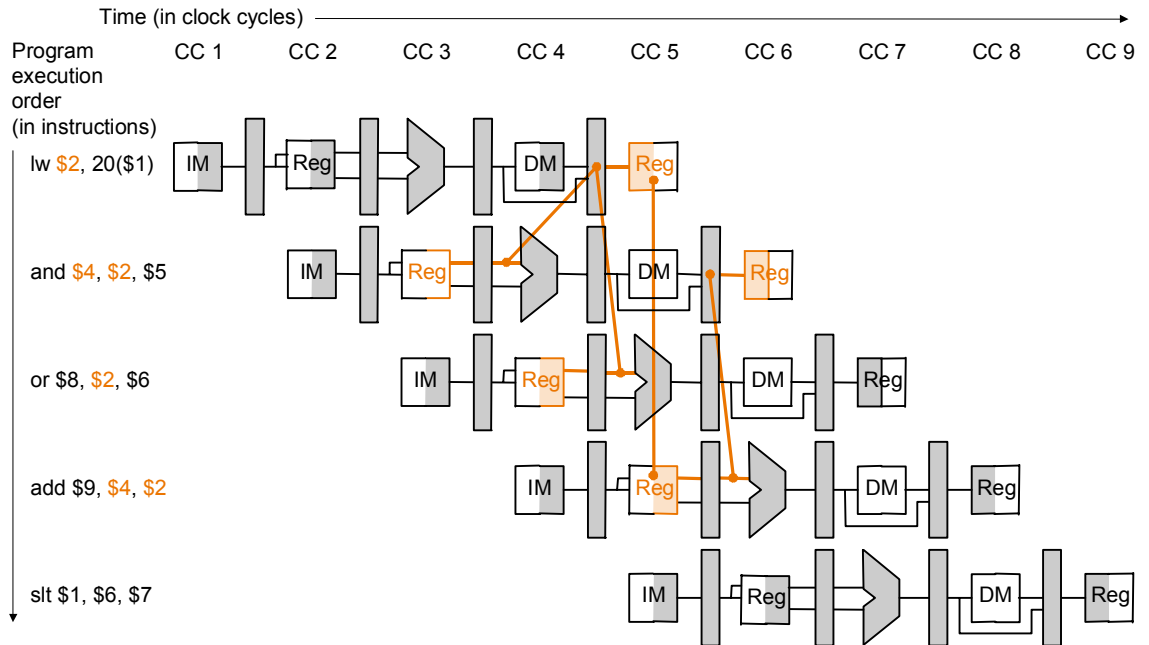 Time (in clock cycles)
CC 1 CC 2 CC 3 CC 4 CC 5 CC 6 CC 7 CC 8 CC 9
Program
execution
order
(in instructions)
lw $2, 20($1)
IM Reg DM Reg
and $4, $2, $5
IM Reg DM Reg
or $8, $2, $6
IM Reg DM Reg
add $9, $4, $2
IM Reg DM Reg
slt $1, $6, $7
IM Reg DM Reg